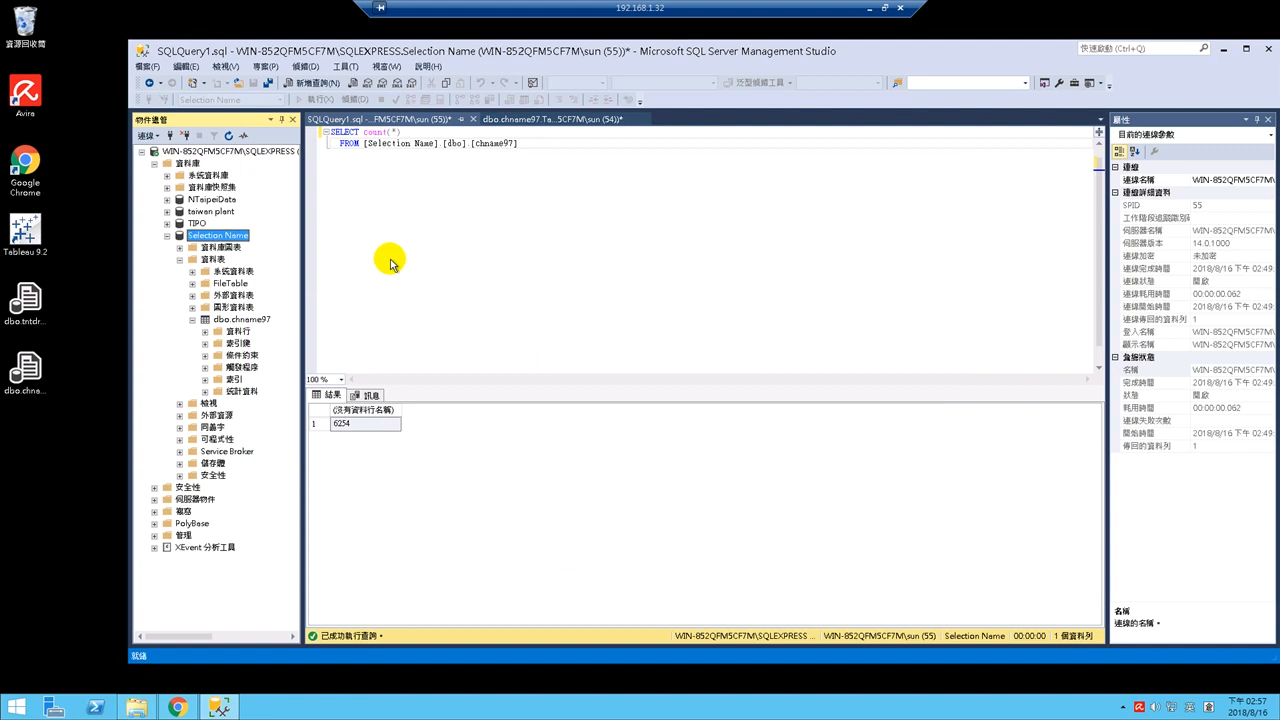 192.168.1.32
資源回收筒
Avira
Google Chrome
Tableau 9.2
dbo.tntdr...
dbo.chna...
SQLQuery1.sql - WIN-852QFM5CF7M\SQLEXPRESS.Selection Name (WIN-852QFM5CF7M\sun (55))* - Microsoft SQL Server Management Studio
快速啟動 (Ctrl+Q)
檔案(F) 編輯(E) 檢視(V) 專案(P) 偵錯(D) 工具(T) 視窗(W) 說明(H)
新增查詢(N) 泛型偵錯工具
Selection Name 執行(X) 偵錯(D)
物件總管
連線
WIN-852QFM5CF7M\SQLEXPRESS (
資料庫
系統資料庫
資料庫快照集
NTaipeiData
taiwan plant
TIPO
Selection Name
資料庫圖表
資料表
系統資料表
FileTable
外部資料表
圖形資料表
dbo.chname97
資料行
索引鍵
條件約束
觸發程序
索引
統計資料
檢視
外部資源
同義字
可程式性
Service Broker
儲存體
安全性
安全性
伺服器物件
複寫
PolyBase
管理
XEvent 分析工具
SQLQuery1.sql -...FM5CF7M\sun (55))* dbo.chname97.Ta...5CF7M\sun (54))*
SELECT count(*)
FROM [Selection Name].[dbo].[chname97]
100 %
結果 訊息
(沒有資料行名稱)
1 6254
已成功執行查詢。
WIN-852QFM5CF7M\SQLEXPRESS ... WIN-852QFM5CF7M\sun (55) Selection Name 00:00:00 1 個資料列
屬性
目前的連線參數
連線
連線名稱 WIN-852QFM5CF7M
連線詳細資料
SPID 55
工作階段追蹤識別碼
伺服器名稱 WIN-852QFM5CF7M
伺服器版本 14.0.1000
連線加密 未加密
連線完成時間 2018/8/16 下午 02:49:
連線狀態 開啟
連線耗用時間 00:00:00.062
連線開始時間 2018/8/16 下午 02:49:
連線傳回的資料列 1
登入名稱 WIN-852QFM5CF7M
顯示名稱 WIN-852QFM5CF7M
彙總狀態
名稱 WIN-852QFM5CF7M
完成時間 2018/8/16 下午 02:49:
狀態 開啟
耗用時間 00:00:00.062
連線失敗次數
開始時間 2018/8/16 下午 02:49:
傳回的資料列 1
名稱
連線的名稱。
就緒
下午 02:57
2018/8/16